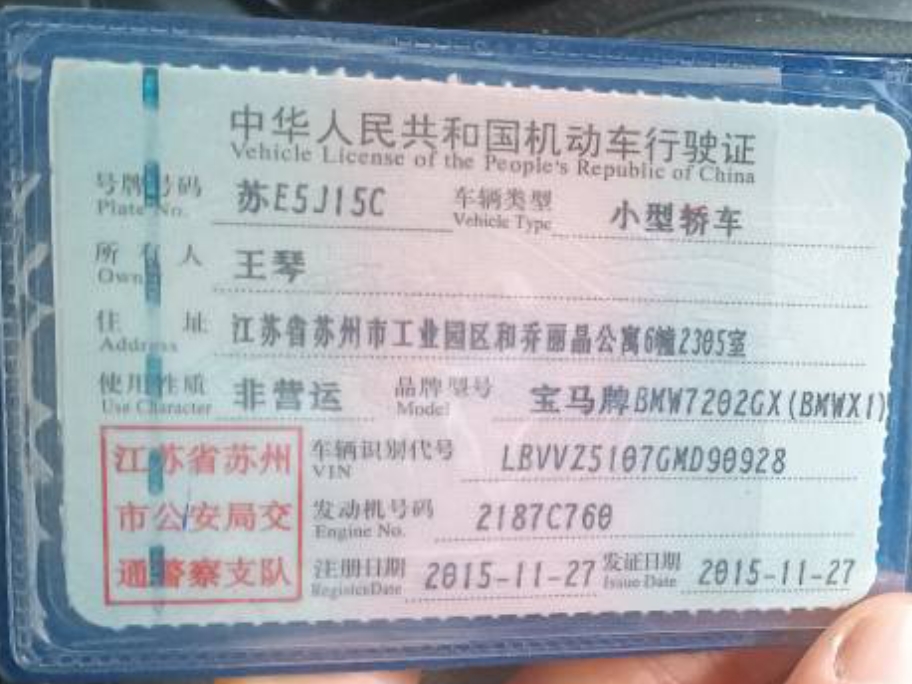 中华人民共和国机动车行驶证
Vehicle License of the People's Republic of China
号牌号码 苏E5J15C 车辆类型 小型轿车
Plate No. Vehicle Type
所有人 王琴
Owner
住址 江苏省苏州市工业园区和乔丽晶公寓6幢2305室
Address
使用性质 非营运 品牌型号 宝马牌BMW7202GX(BMWX1)
Use Character Model
江苏省苏州 车辆识别代号 LBVVZ5107GMD90928
VIN
市公安局交 发动机号码 2187C760
Engine No.
通警察支队 注册日期 2015-11-27 发证日期 2015-11-27
Register Date Issue Date